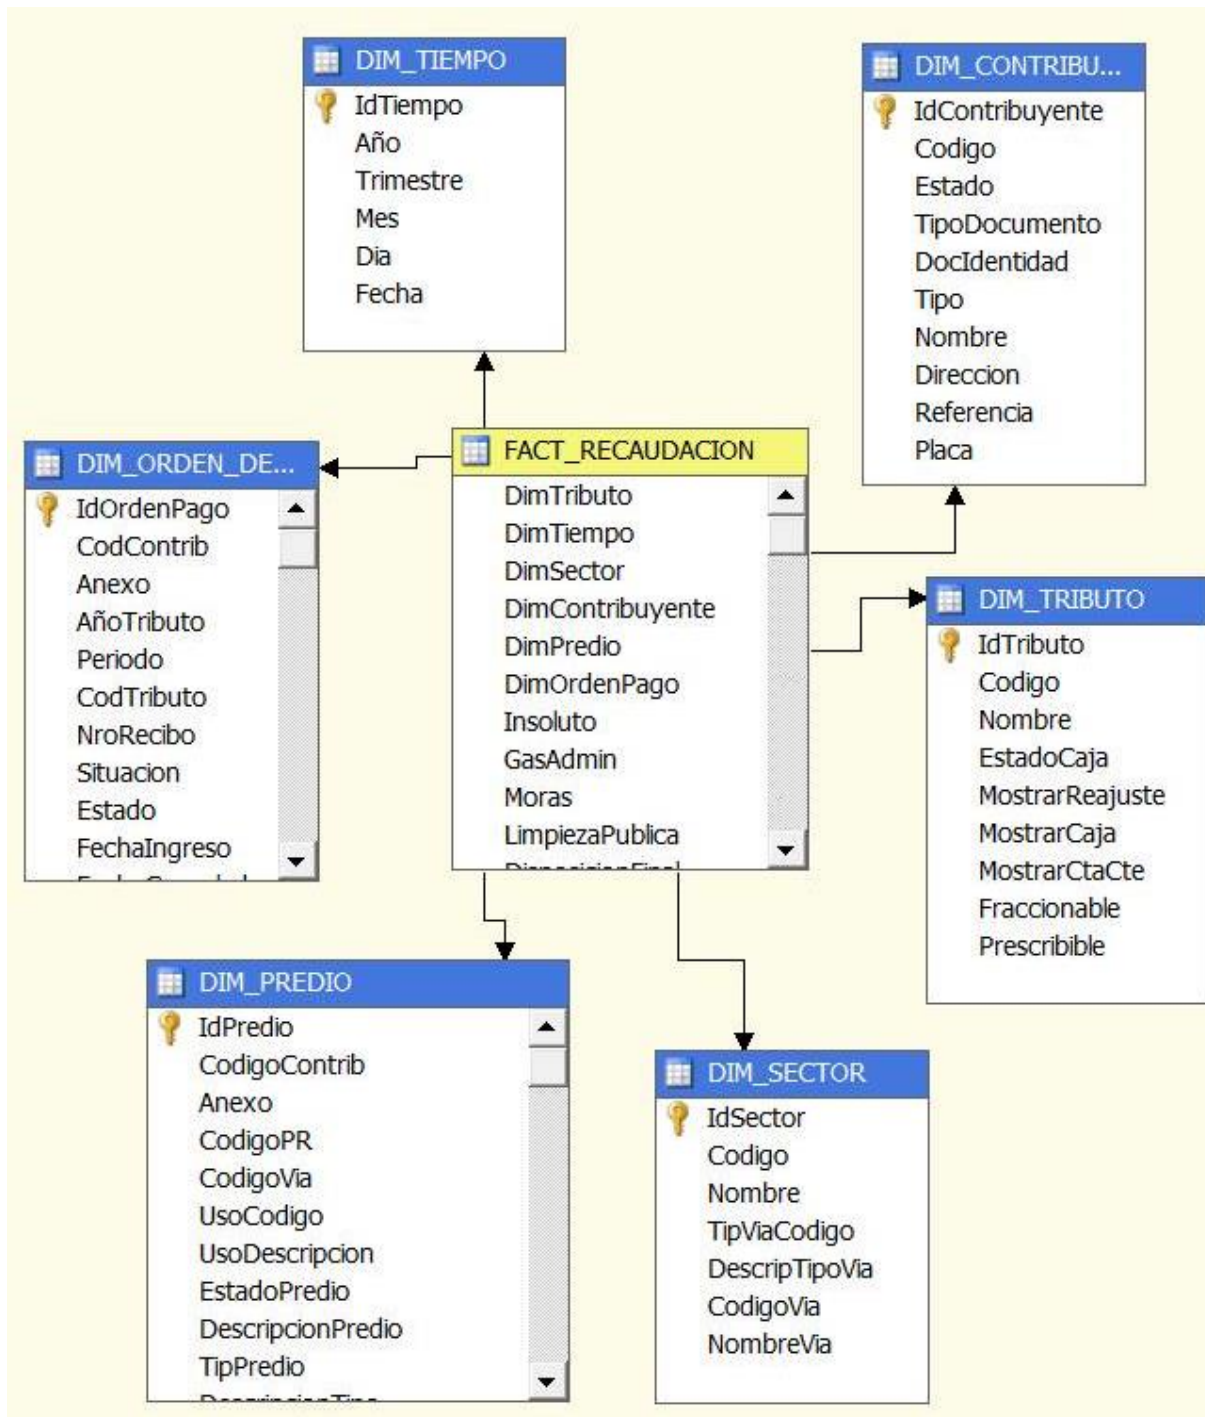 DIM_TIEMPO
IdTiempo
Año
Trimestre
Mes
Dia
Fecha
DIM_CONTRIBU...
IdContribuyente
Codigo
Estado
TipoDocumento
DocIdentidad
Tipo
Nombre
Direccion
Referencia
Placa
DIM_ORDEN_DE...
IdOrdenPago
CodContrib
Anexo
AñoTributo
Periodo
CodTributo
NroRecibo
Situacion
Estado
FechaIngreso
FACT_RECAUDACION
DimTributo
DimTiempo
DimSector
DimContribuyente
DimPredio
DimOrdenPago
Insoluto
GasAdmin
Moras
LimpiezaPublica
DisposicionFinal
DIM_TRIBUTO
IdTributo
Codigo
Nombre
EstadoCaja
MostrarReajuste
MostrarCaja
MostrarCtaCte
Fraccionable
Prescribible
DIM_PREDIO
IdPredio
CodigoContrib
Anexo
CodigoPR
CodigoVia
UsoCodigo
UsoDescripcion
EstadoPredio
DescripcionPredio
TipPredio
DescripcionTipo
DIM_SECTOR
IdSector
Codigo
Nombre
TipViaCodigo
DescripTipoVia
CodigoVia
NombreVia